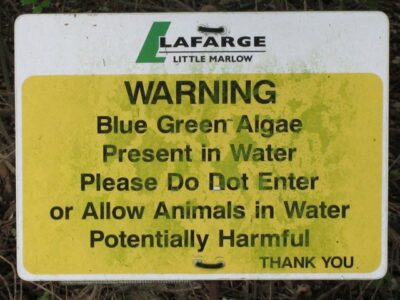 LAFARGE
LITTLE MARLOW
WARNING
Blue Green Algae
Present in Water
Please Do Not Enter
or Allow Animals in Water
Potentially Harmful
THANK YOU